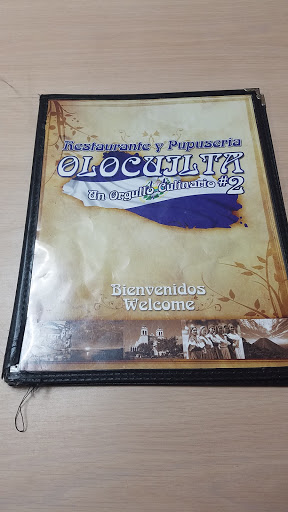 Restaurante y Pupuseria
OLOCUILTA
Un Orgullo Culinario #2
Bienvenidos
Welcome